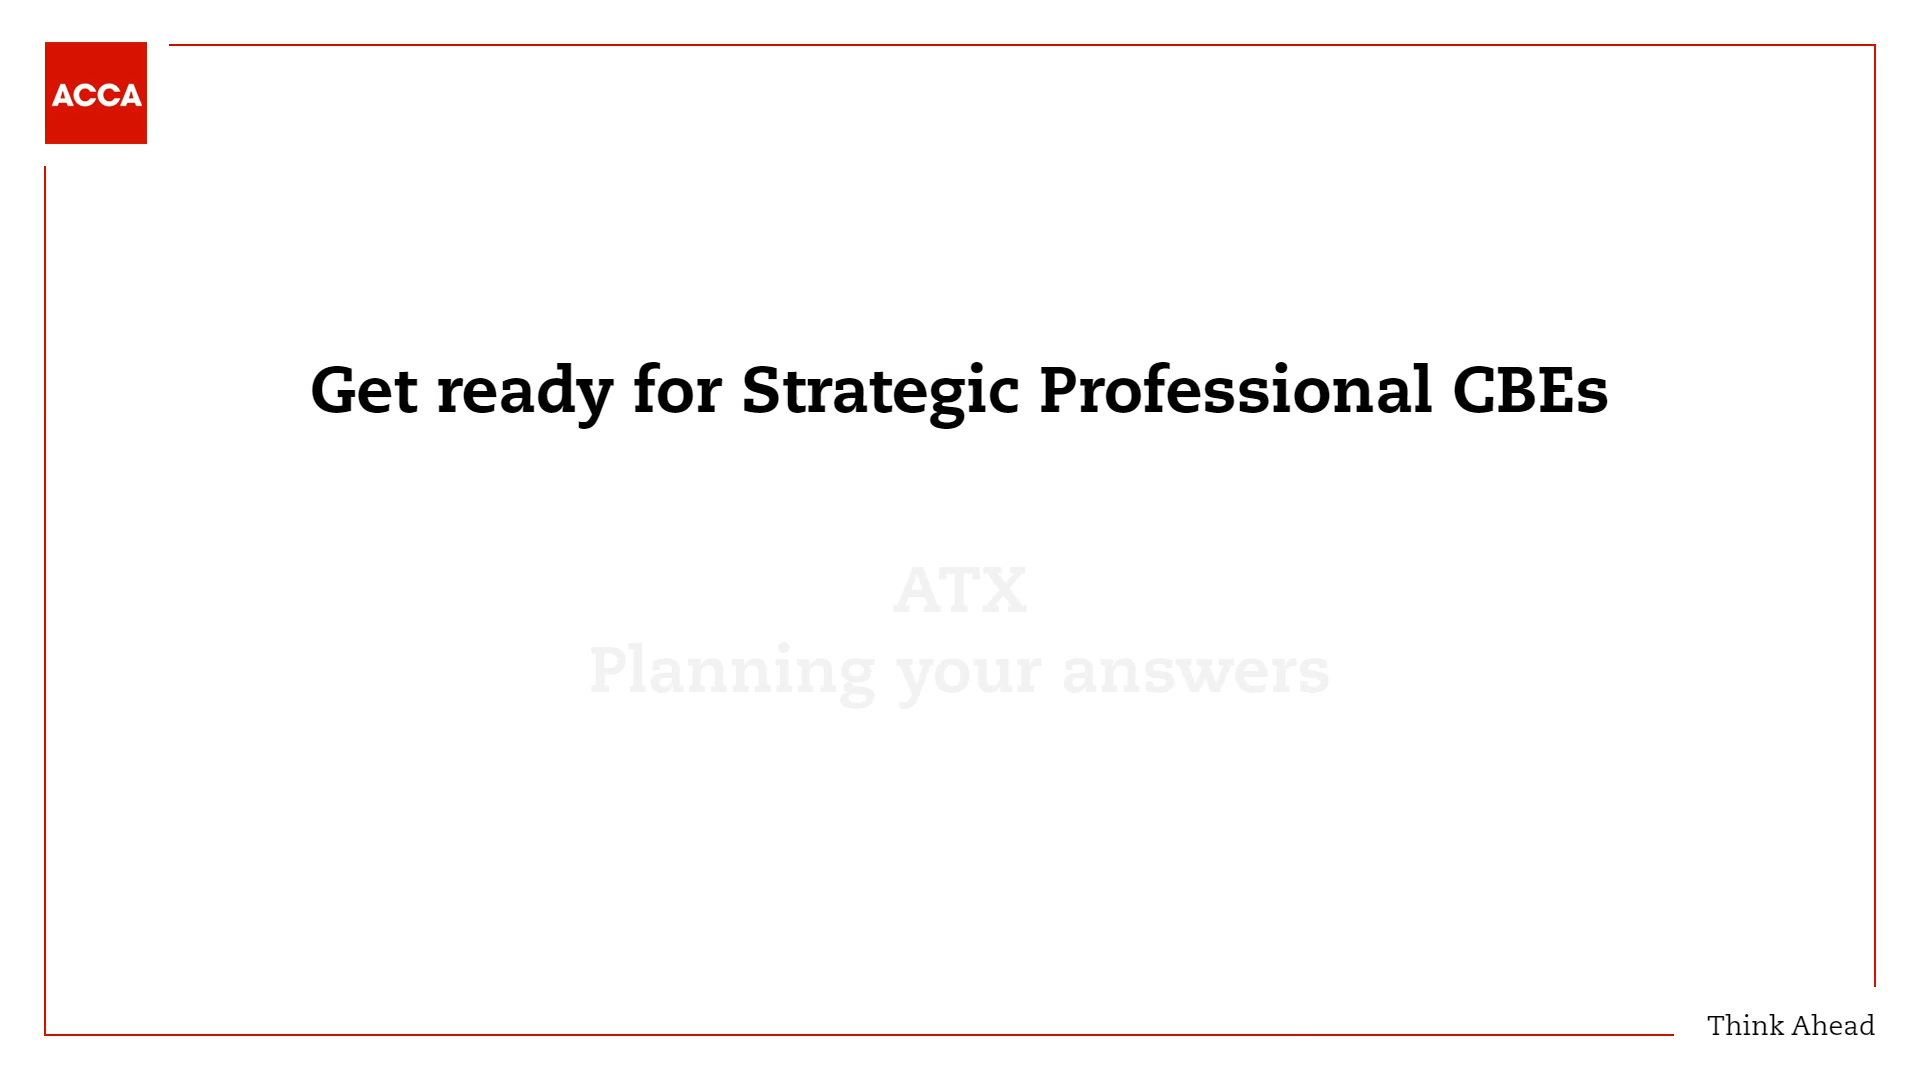 ACCA
Get ready for Strategic Professional CBEs
ATX
Planning your answers
Think Ahead